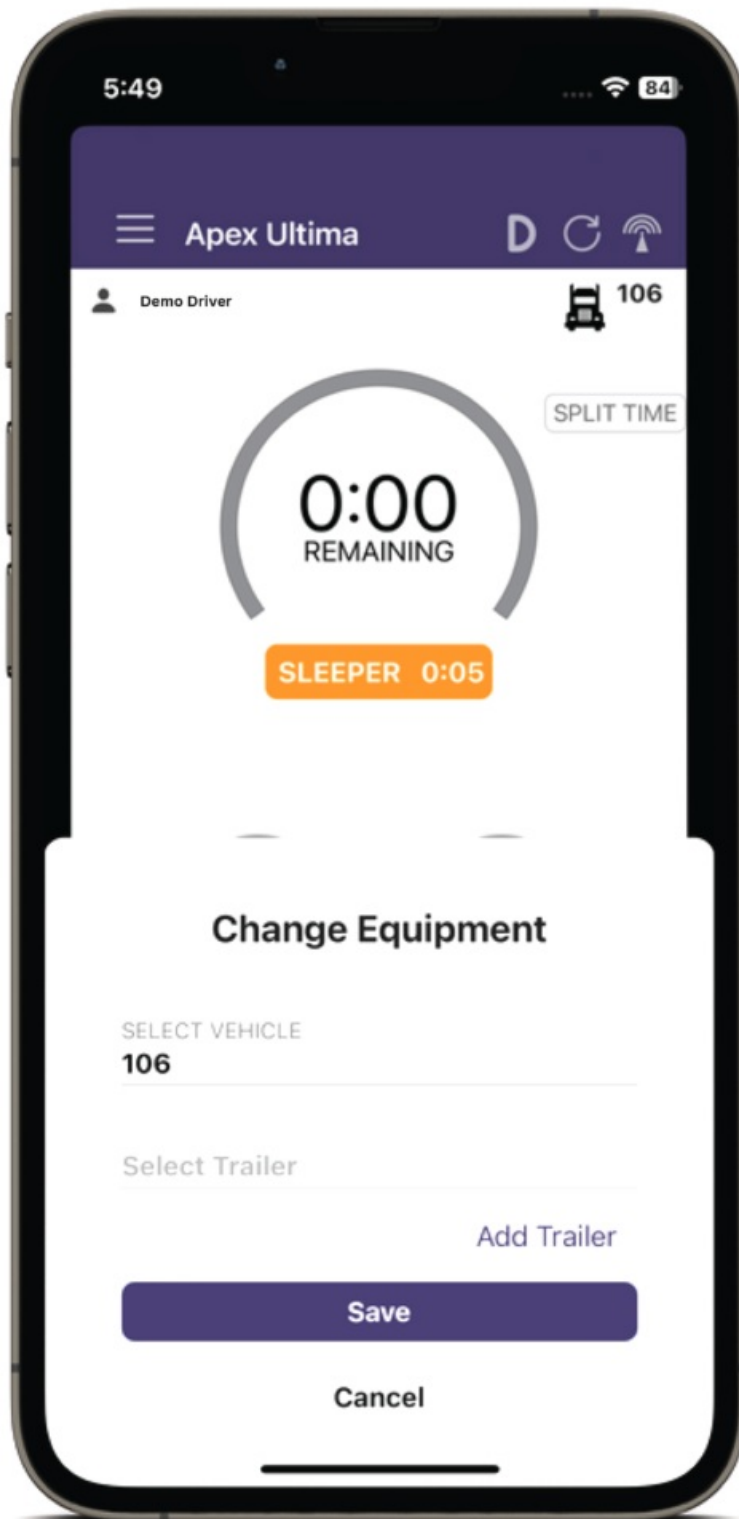 5:49
84
Apex Ultima
D
Demo Driver
106
SPLIT TIME
0:00
REMAINING
SLEEPER 0:05
Change Equipment
SELECT VEHICLE
106
Select Trailer
Add Trailer
Save
Cancel